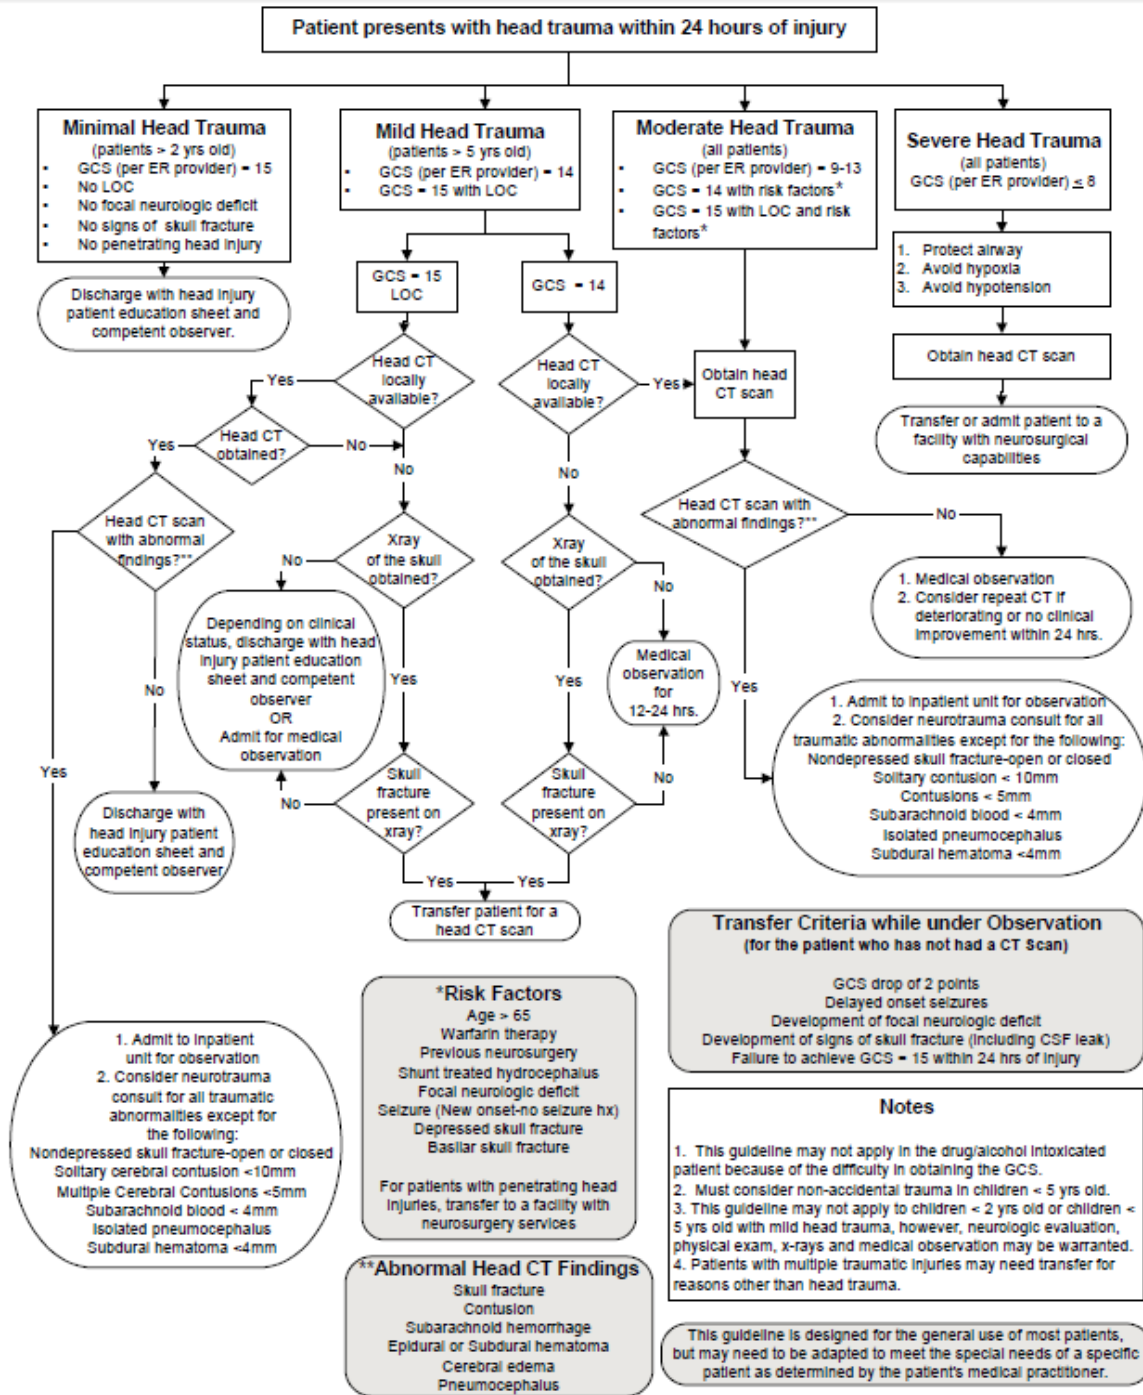 Patient presents with head trauma within 24 hours of injury
Minimal Head Trauma
(patients > 2 yrs old)
• GCS (per ER provider) = 15
• No LOC
• No focal neurologic deficit
• No signs of skull fracture
• No penetrating head injury
Discharge with head injury
patient education sheet and
competent observer.
Mild Head Trauma
(patients > 5 yrs old)
• GCS (per ER provider) = 14
• GCS = 15 with LOC
Moderate Head Trauma
(all patients)
• GCS (per ER provider) = 9-13
• GCS = 14 with risk factors*
• GCS = 15 with LOC and risk
factors*
Severe Head Trauma
(all patients)
GCS (per ER provider) ≤ 8
1. Protect airway
2. Avoid hypoxia
3. Avoid hypotension
Obtain head CT scan
Transfer or admit patient to a
facility with neurosurgical
capabilities
GCS = 15
LOC
GCS = 14
Head CT
locally
available?
Yes
Head CT
obtained?
Yes
No
No
Head CT
locally
available?
Yes
No
Obtain head
CT scan
Head CT scan
with abnormal
findings?**
Yes
No
Xray
of the skull
obtained?
No
Yes
Xray
of the skull
obtained?
No
Yes
Head CT scan with
abnormal findings?**
No
Yes
1. Medical observation
2. Consider repeat CT if
deteriorating or no clinical
improvement within 24 hrs.
Depending on clinical
status, discharge with head
injury patient education
sheet and competent
observer
OR
Admit for medical
observation
Medical
observation
for
12-24 hrs.
1. Admit to inpatient unit for observation
2. Consider neurotrauma consult for all
traumatic abnormalities except for the following:
Nondepressed skull fracture-open or closed
Solitary contusion < 10mm
Contusions < 5mm
Subarachnoid blood < 4mm
Isolated pneumocephalus
Subdural hematoma <4mm
Discharge with
head injury patient
education sheet and
competent observer
Skull
fracture
present on
xray?
No
Yes
Skull
fracture
present on
xray?
No
Yes
Transfer patient for a
head CT scan
1. Admit to inpatient
unit for observation
2. Consider neurotrauma
consult for all traumatic
abnormalities except for
the following:
Nondepressed skull fracture-open or closed
Solitary cerebral contusion <10mm
Multiple Cerebral Contusions <5mm
Subarachnoid blood < 4mm
Isolated pneumocephalus
Subdural hematoma <4mm
*Risk Factors
Age > 65
Warfarin therapy
Previous neurosurgery
Shunt treated hydrocephalus
Focal neurologic deficit
Seizure (New onset-no seizure hx)
Depressed skull fracture
Basilar skull fracture
For patients with penetrating head
injuries, transfer to a facility with
neurosurgery services
**Abnormal Head CT Findings
Skull fracture
Contusion
Subarachnoid hemorrhage
Epidural or Subdural hematoma
Cerebral edema
Pneumocephalus
Transfer Criteria while under Observation
(for the patient who has not had a CT Scan)
GCS drop of 2 points
Delayed onset seizures
Development of focal neurologic deficit
Development of signs of skull fracture (including CSF leak)
Failure to achieve GCS = 15 within 24 hrs of injury
Notes
1. This guideline may not apply in the drug/alcohol intoxicated
patient because of the difficulty in obtaining the GCS.
2. Must consider non-accidental trauma in children < 5 yrs old.
3. This guideline may not apply to children < 2 yrs old or children <
5 yrs old with mild head trauma, however, neurologic evaluation,
physical exam, x-rays and medical observation may be warranted.
4. Patients with multiple traumatic injuries may need transfer for
reasons other than head trauma.
This guideline is designed for the general use of most patients,
but may need to be adapted to meet the special needs of a specific
patient as determined by the patient's medical practitioner.